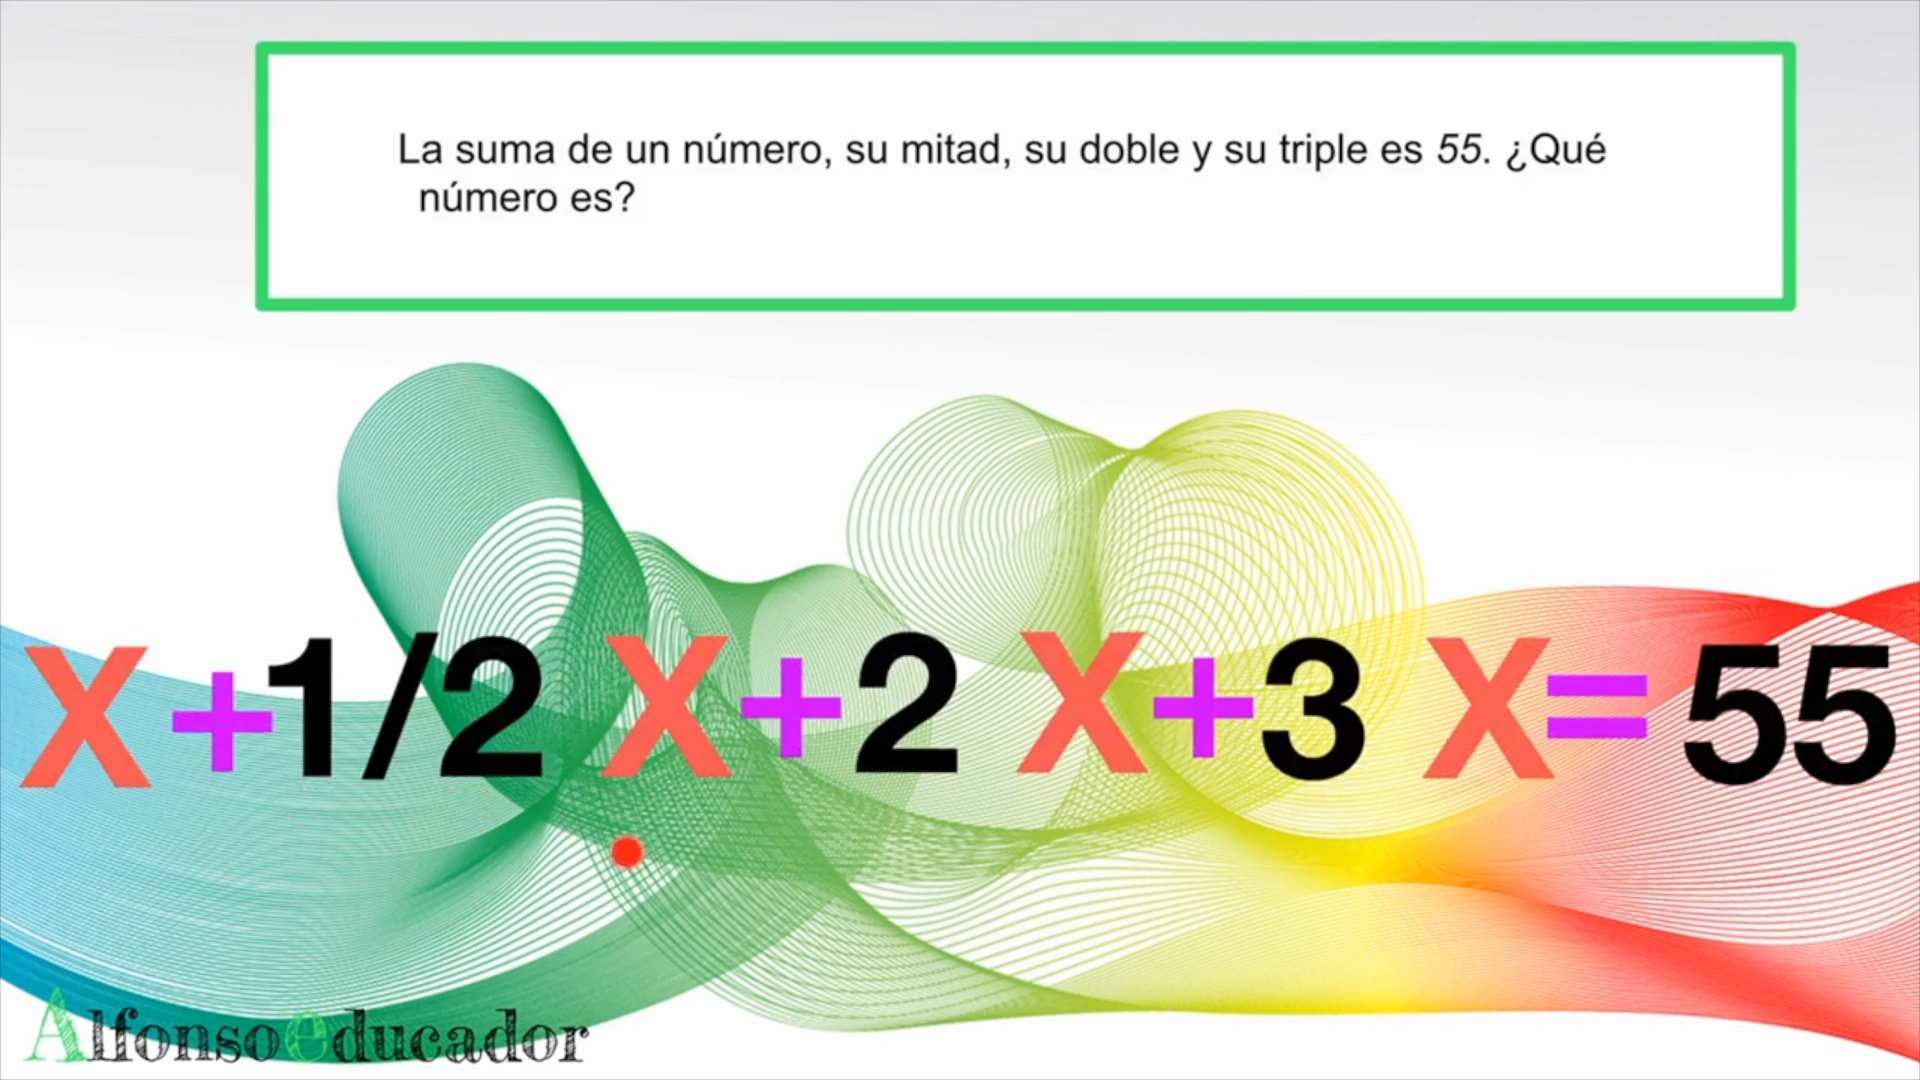 La suma de un número, su mitad, su doble y su triple es 55. ¿Qué
número es?
X +1/2 X+2 X+3 X= 55
Alfonso educador